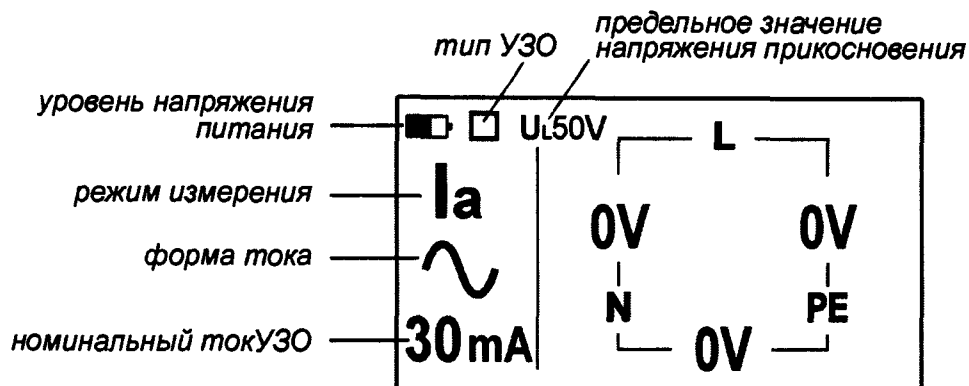 тип УЗО
предельное значение
напряжения прикосновения
уровень напряжения
питания
UL50V
L
режим измерения
Ia
0V
0V
форма тока
N
PE
номинальный токУЗО
30mA
0V